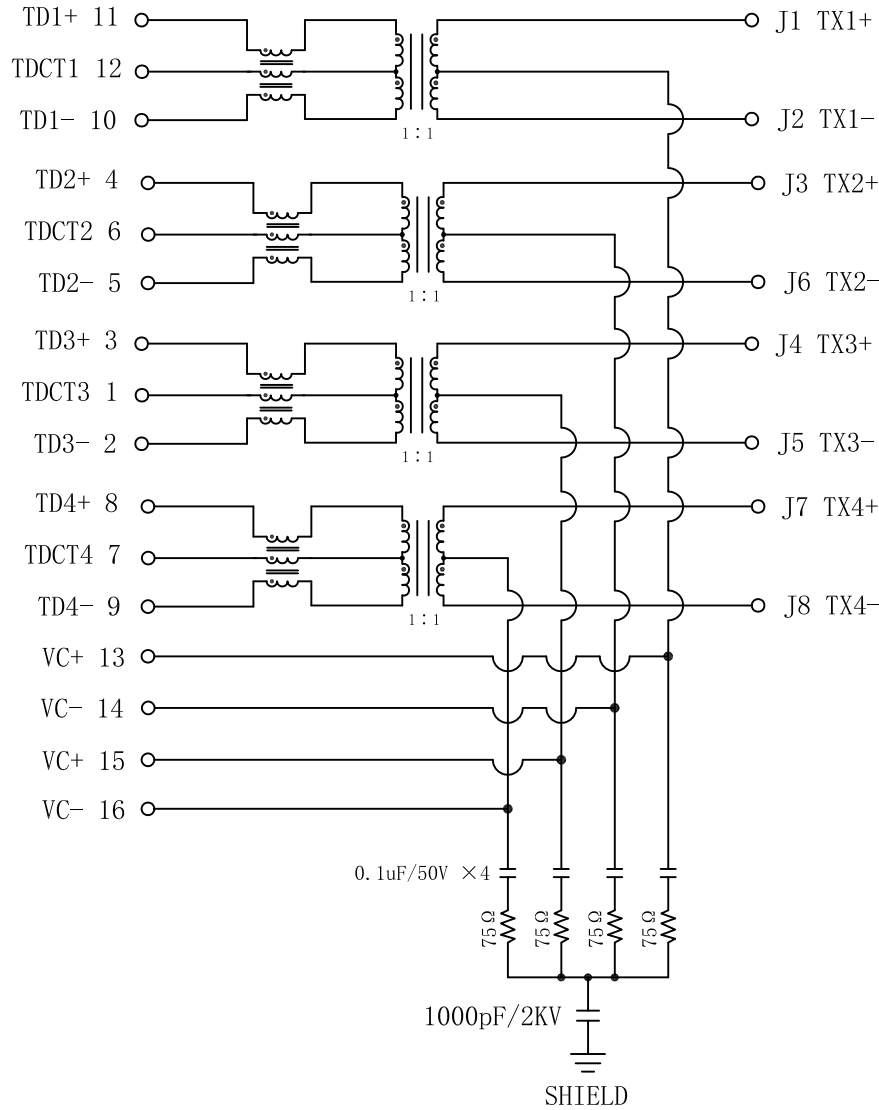 TD1+ 11
J1 TX1+
TDCT1 12
TD1- 10
J2 TX1-
1:1
TD2+ 4
J3 TX2+
TDCT2 6
TD2- 5
J6 TX2-
1:1
TD3+ 3
J4 TX3+
TDCT3 1
TD3- 2
J5 TX3-
1:1
TD4+ 8
J7 TX4+
TDCT4 7
TD4- 9
J8 TX4-
1:1
VC+ 13
VC- 14
VC+ 15
VC- 16
0.1uF/50V ×4
75Ω
75Ω
75Ω
75Ω
1000pF/2KV
SHIELD